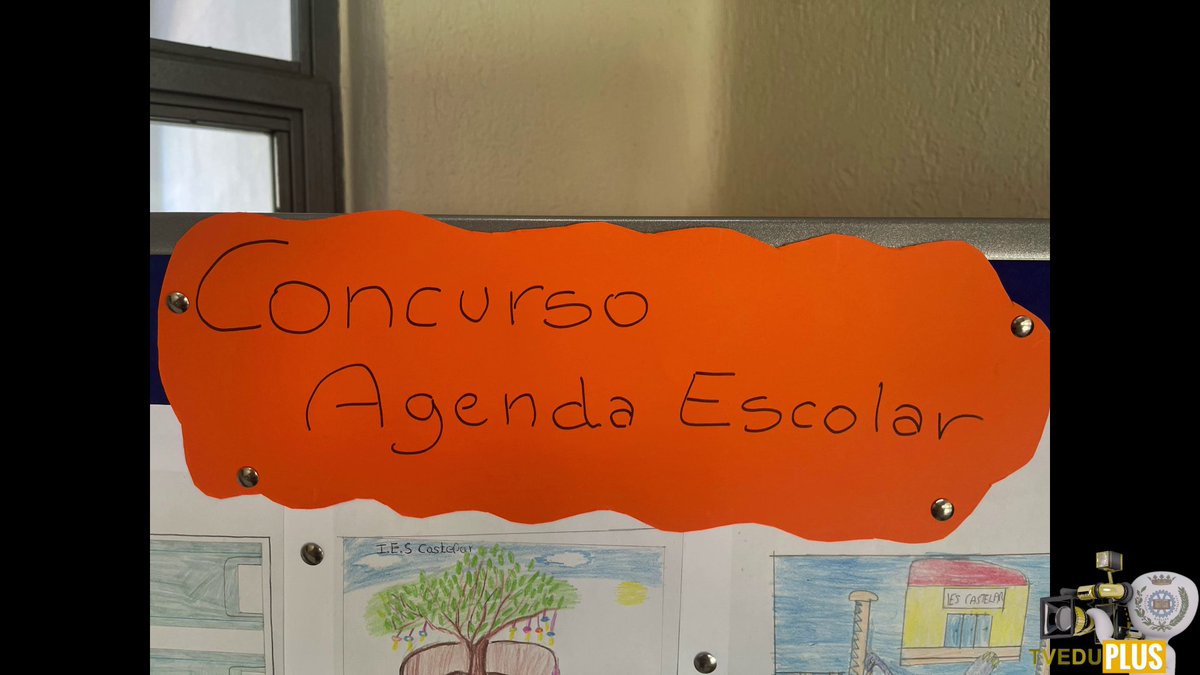 Concurso
Agenda Escolar
I.E.S Castelar
IES CASTELAR
TVEDUPLUS